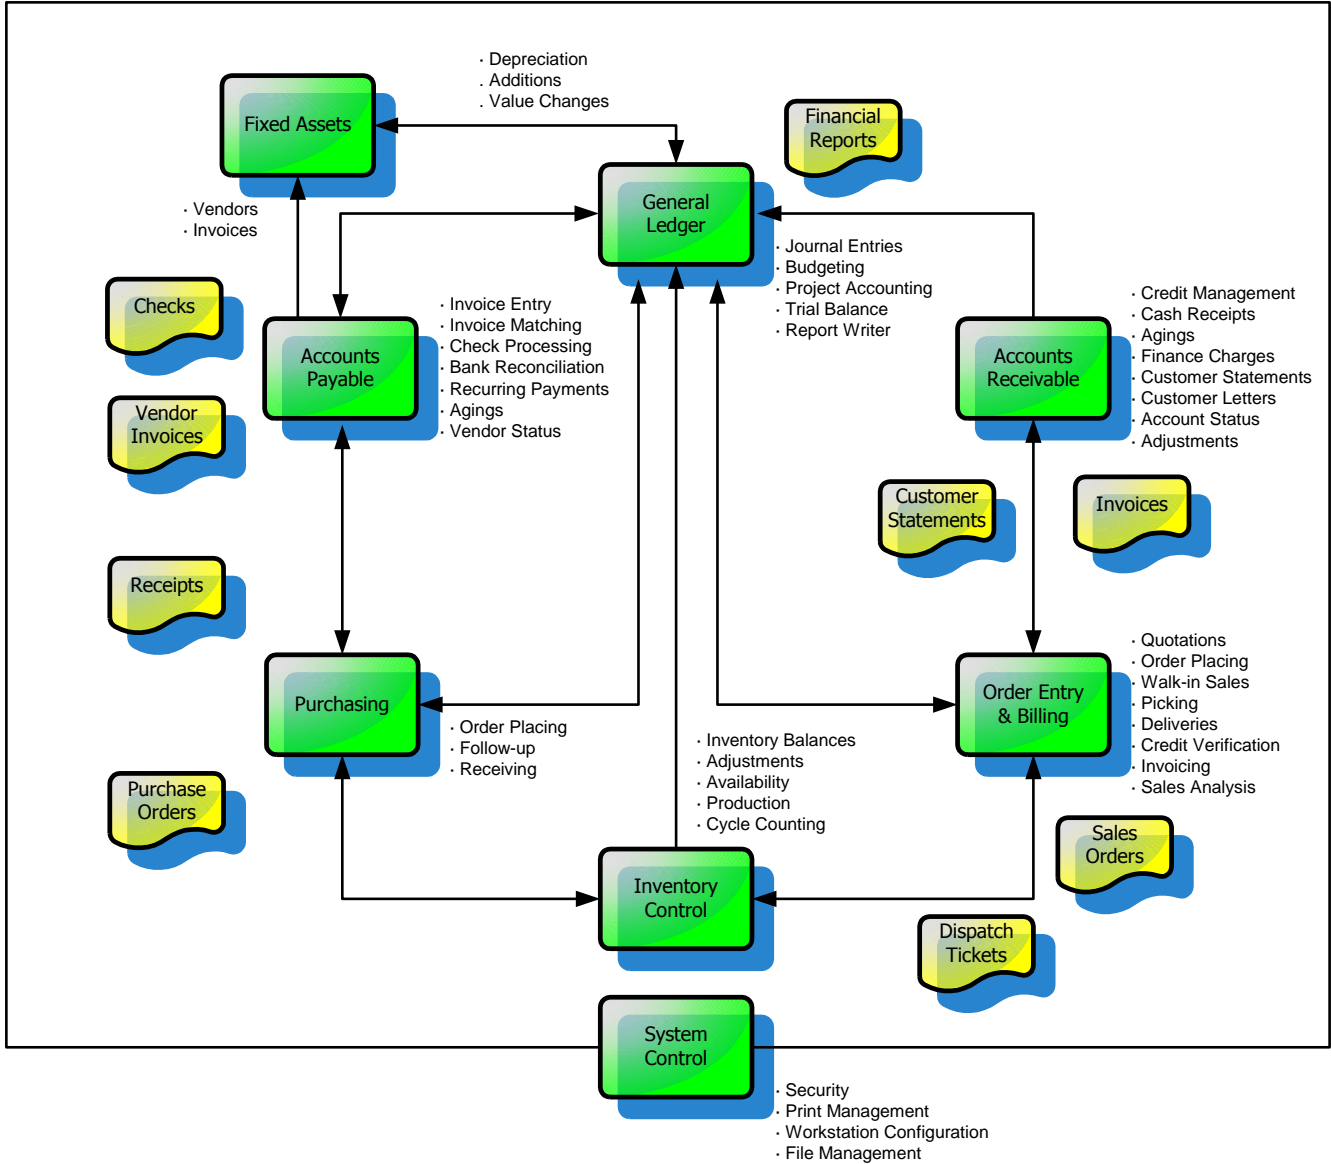 · Depreciation
. Additions
. Value Changes
Fixed Assets
Financial
Reports
· Vendors
· Invoices
General
Ledger
· Journal Entries
· Budgeting
· Project Accounting
· Trial Balance
· Report Writer
Checks
Accounts
Payable
· Invoice Entry
· Invoice Matching
· Check Processing
· Bank Reconciliation
· Recurring Payments
· Agings
· Vendor Status
Accounts
Receivable
· Credit Management
· Cash Receipts
· Agings
· Finance Charges
· Customer Statements
· Customer Letters
· Account Status
· Adjustments
Vendor
Invoices
Customer
Statements
Invoices
Receipts
Purchasing
· Order Placing
· Follow-up
· Receiving
Order Entry
& Billing
· Quotations
· Order Placing
· Walk-in Sales
· Picking
· Deliveries
· Credit Verification
· Invoicing
· Sales Analysis
Purchase
Orders
· Inventory Balances
· Adjustments
· Availability
· Production
· Cycle Counting
Sales
Orders
Inventory
Control
Dispatch
Tickets
System
Control
· Security
· Print Management
· Workstation Configuration
· File Management